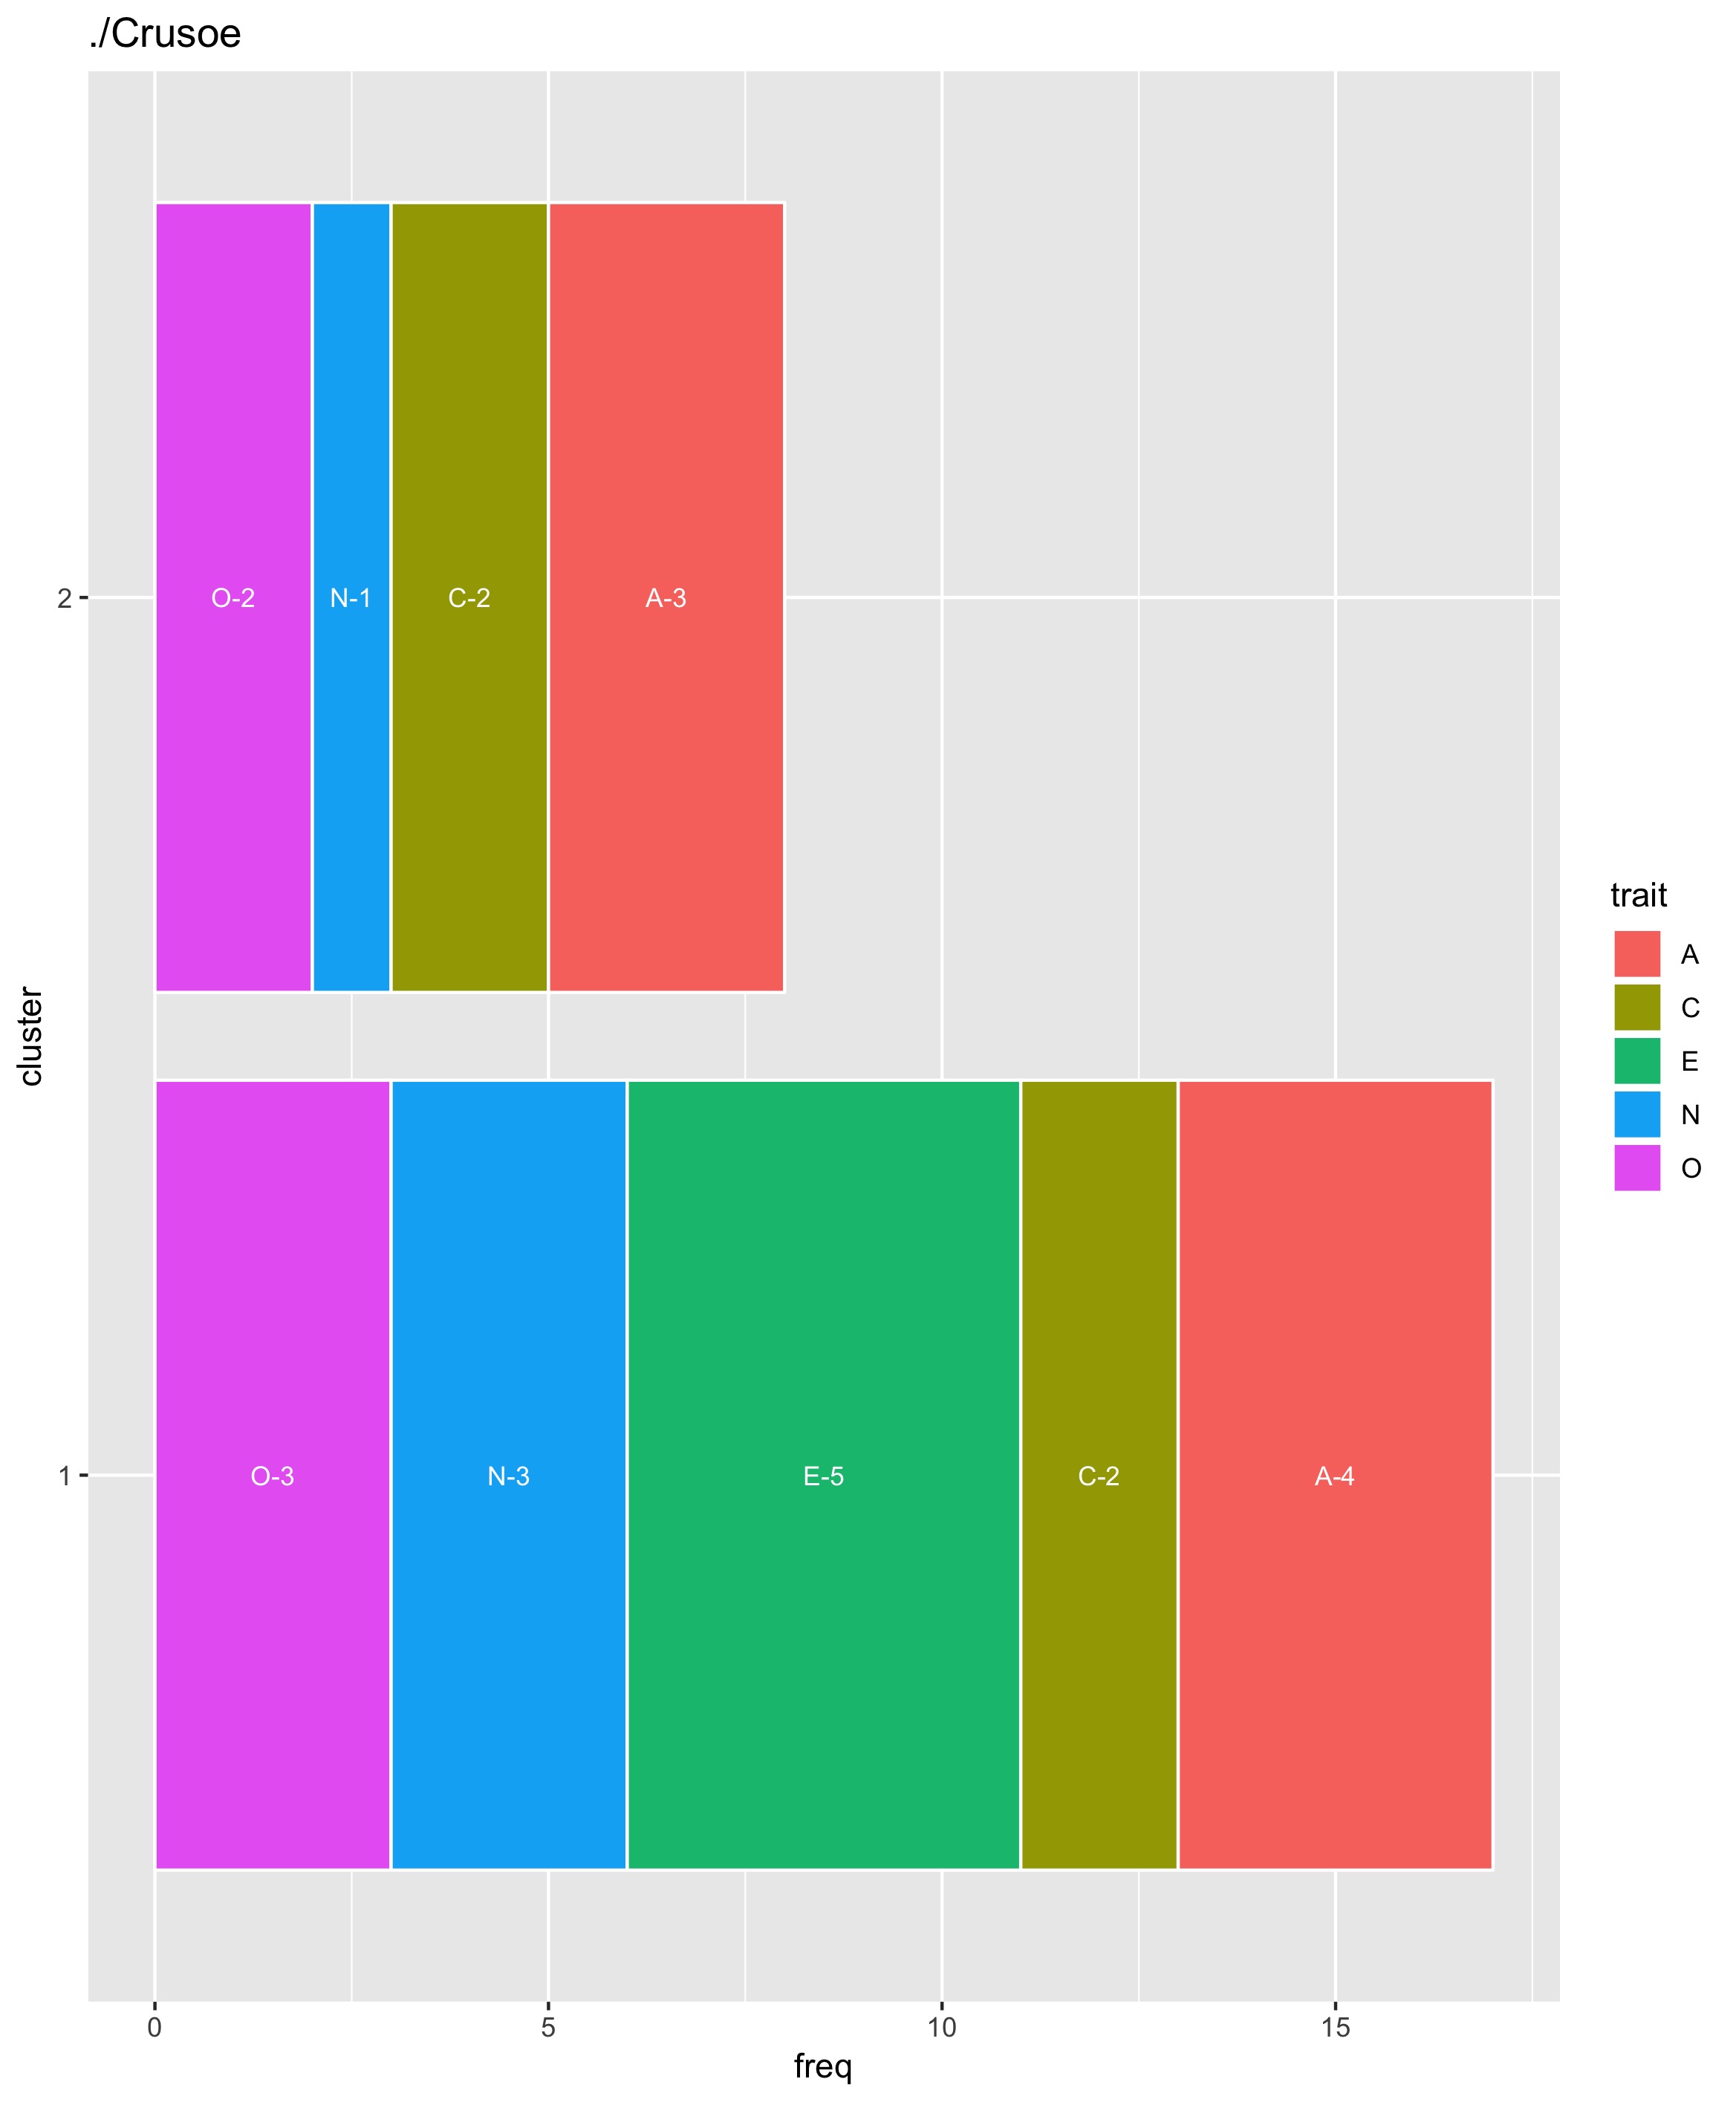 ./Crusoe
cluster
2
O-2
N-1
C-2
A-3
1
O-3
N-3
E-5
C-2
A-4
0
5
10
15
freq
trait
A
C
E
N
O